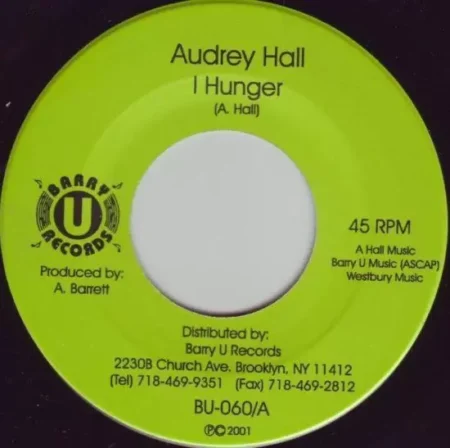 Audrey Hall
I Hunger
(A. Hall)
BARRY
U
RECORDS
45 RPM
A Hall Music
Barry U Music (ASCAP)
Westbury Music
Produced by:
A. Barrett
Distributed by:
Barry U Records
2230B Church Ave. Brooklyn, NY 11412
(Tel) 718-469-9351 (Fax) 718-469-2812
BU-060/A
℗© 2001